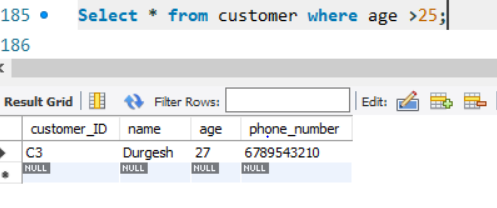 185 Select * from customer where age >25;
186
Result Grid Filter Rows: Edit:
customer_ID name age phone_number
C3 Durgesh 27 6789543210
NULL NULL NULL NULL